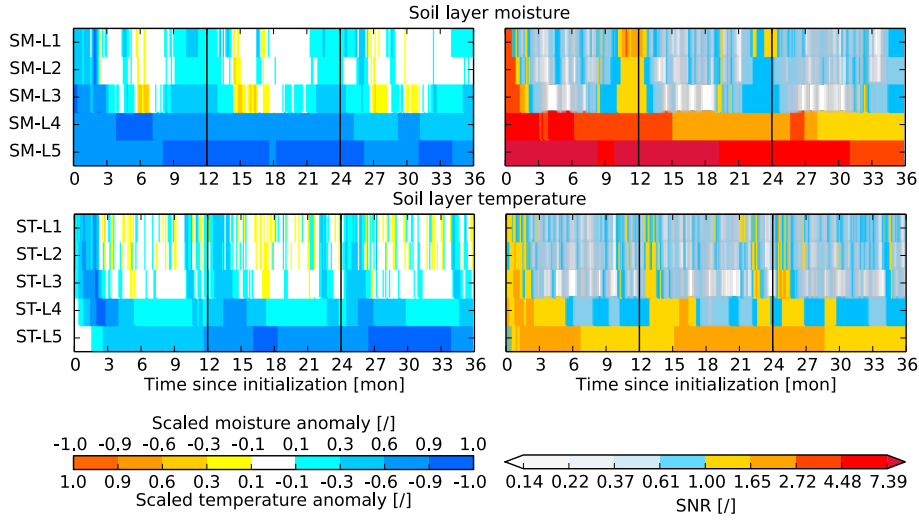 Soil layer moisture
SM-L1
SM-L2
SM-L3
SM-L4
SM-L5
0 3 6 9 12 15 18 21 24 27 30 33 36
0 3 6 9 12 15 18 21 24 27 30 33 36
Soil layer temperature
ST-L1
ST-L2
ST-L3
ST-L4
ST-L5
0 3 6 9 12 15 18 21 24 27 30 33 36
0 3 6 9 12 15 18 21 24 27 30 33 36
Time since initialization [mon]
Time since initialization [mon]
Scaled moisture anomaly [/]
-1.0 -0.9 -0.6 -0.3 -0.1 0.1 0.3 0.6 0.9 1.0
1.0 0.9 0.6 0.3 0.1 -0.1 -0.3 -0.6 -0.9 -1.0
Scaled temperature anomaly [/]
0.14 0.22 0.37 0.61 1.00 1.65 2.72 4.48 7.39
SNR [/]